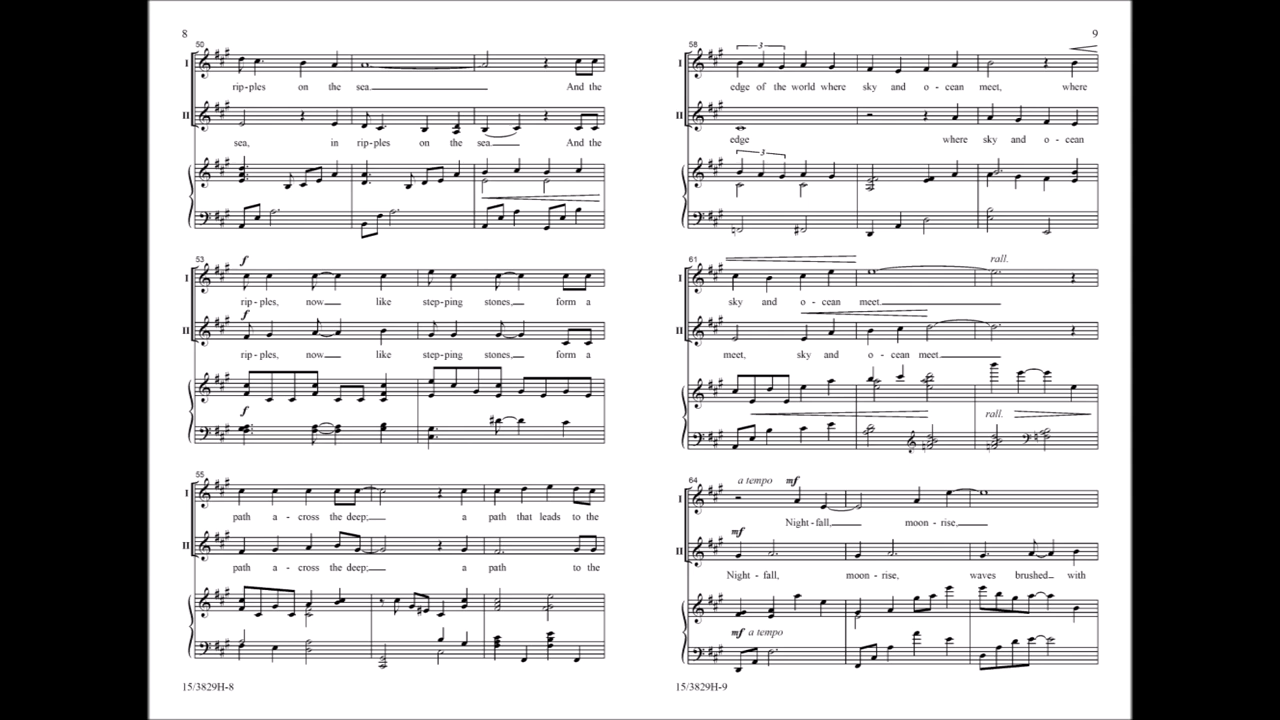 8
50
I
rip-ples on the sea. And the
II
sea, in rip-ples on the sea. And the
53
f
I
rip-ples, now like step-ping stones, form a
f
II
rip-ples, now like step-ping stones, form a
f
55
I
path a-cross the deep; a path that leads to the
II
path a-cross the deep; a path to the
15/3829H-8
9
58
3
I
edge of the world where sky and o-cean meet, where
II
edge where sky and o-cean
3
61
rall.
I
sky and o-cean meet.
II
meet, sky and o-cean meet.
rall.
64
a tempo mf
I
Night-fall, moon-rise,
mf
II
Night-fall, moon-rise, waves brushed with
mf a tempo
15/3829H-9